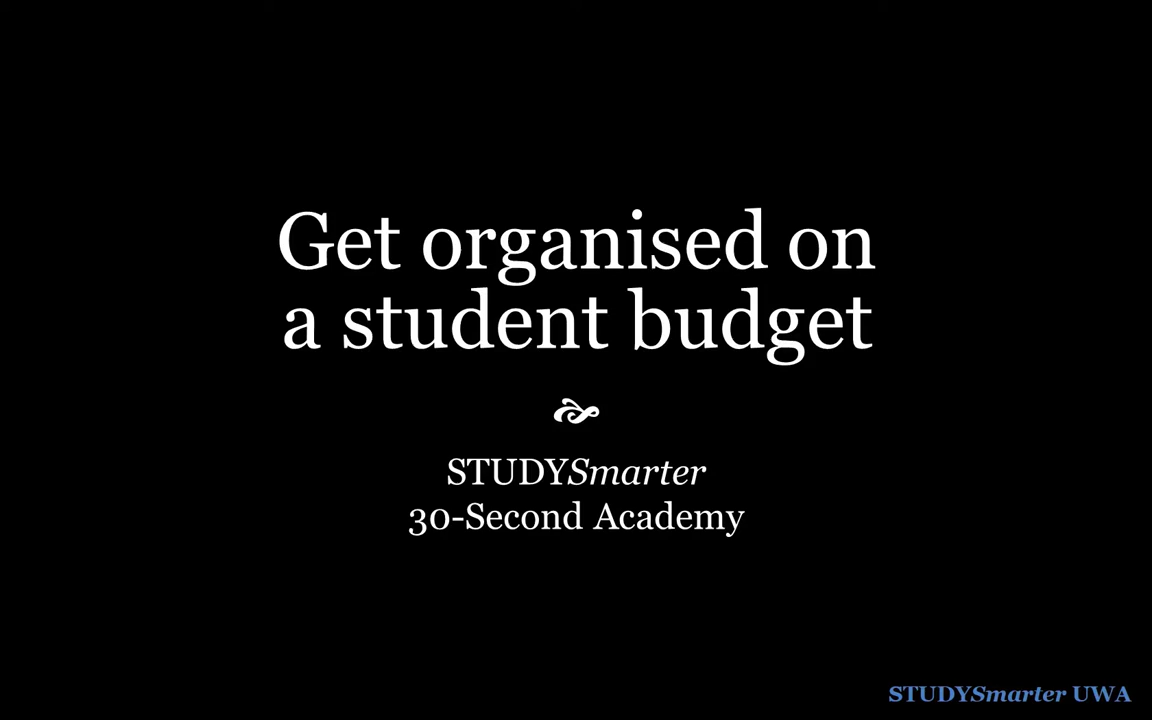 Get organised on
a student budget
STUDYSmarter
30-Second Academy
STUDYSmarter UWA